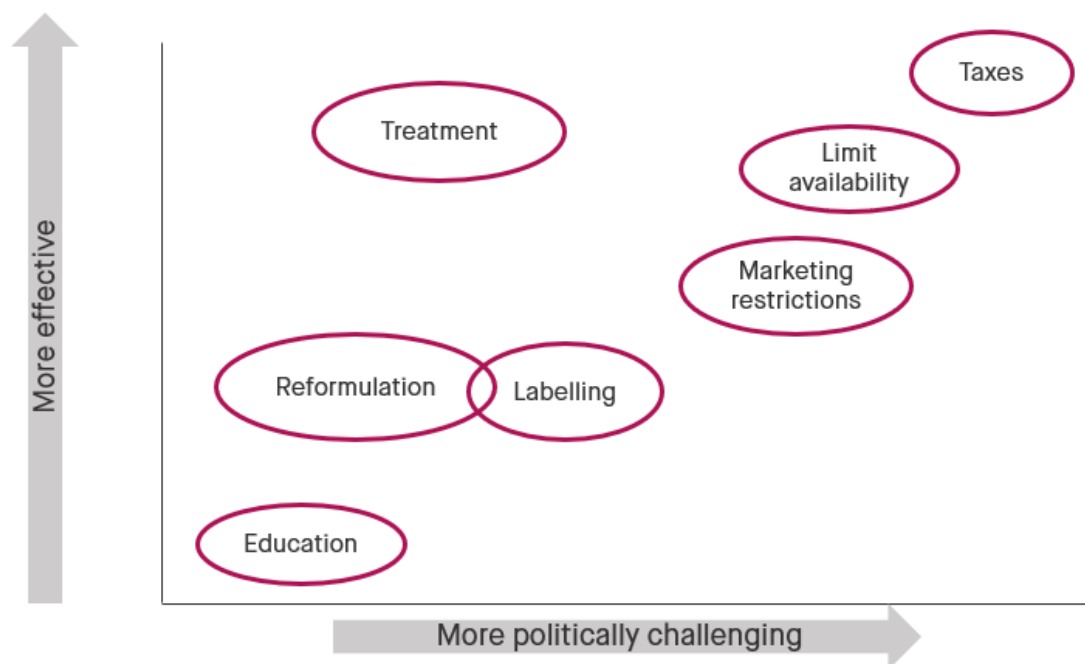 Taxes
Treatment
Limit
availability
Marketing
restrictions
Reformulation
Labelling
Education
More effective
More politically challenging